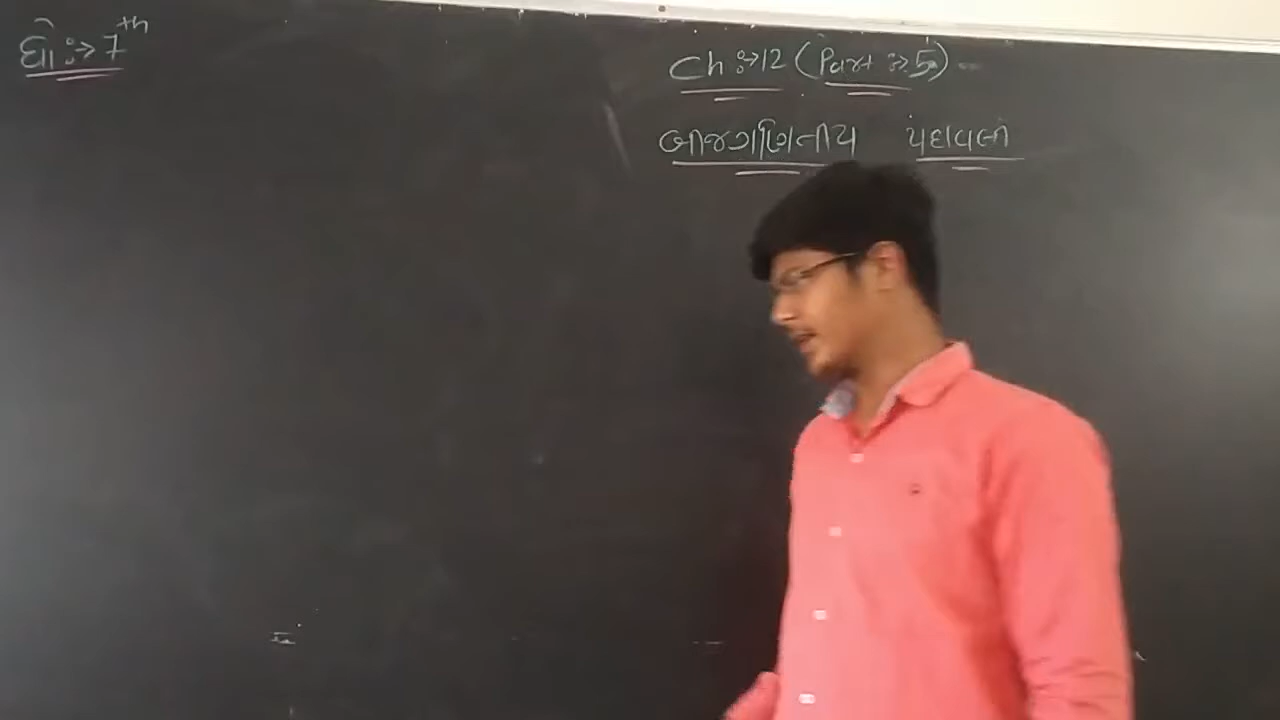 ધો :→ 7th
Ch :→ 12 (Part :→ 5)
બીજગણિતીય પદાવલી